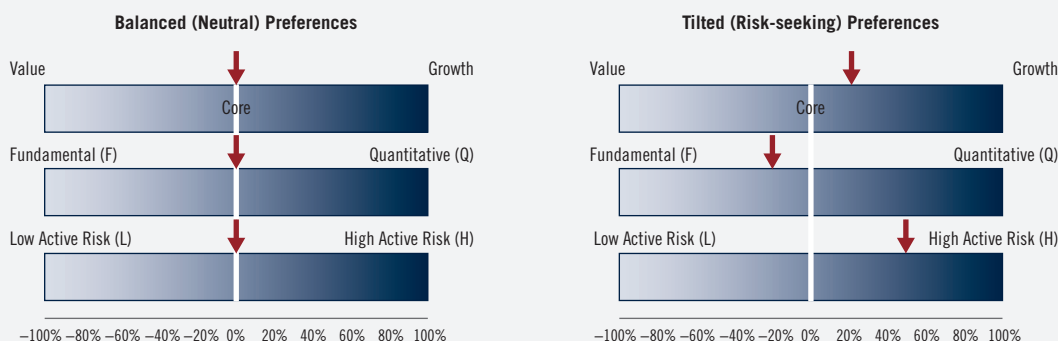 Balanced (Neutral) Preferences
Value
Growth
Core
Fundamental (F)
Quantitative (Q)
Low Active Risk (L)
High Active Risk (H)
–100% –80% –60% –40% –20% 0% 20% 40% 60% 80% 100%
Tilted (Risk-seeking) Preferences
Value
Growth
Core
Fundamental (F)
Quantitative (Q)
Low Active Risk (L)
High Active Risk (H)
–100% –80% –60% –40% –20% 0% 20% 40% 60% 80% 100%